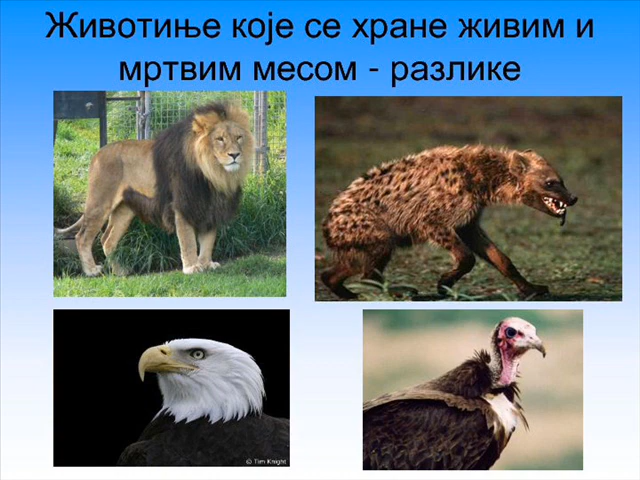 Животиње које се хране живим и
мртвим месом - разлике
© Tim Knight